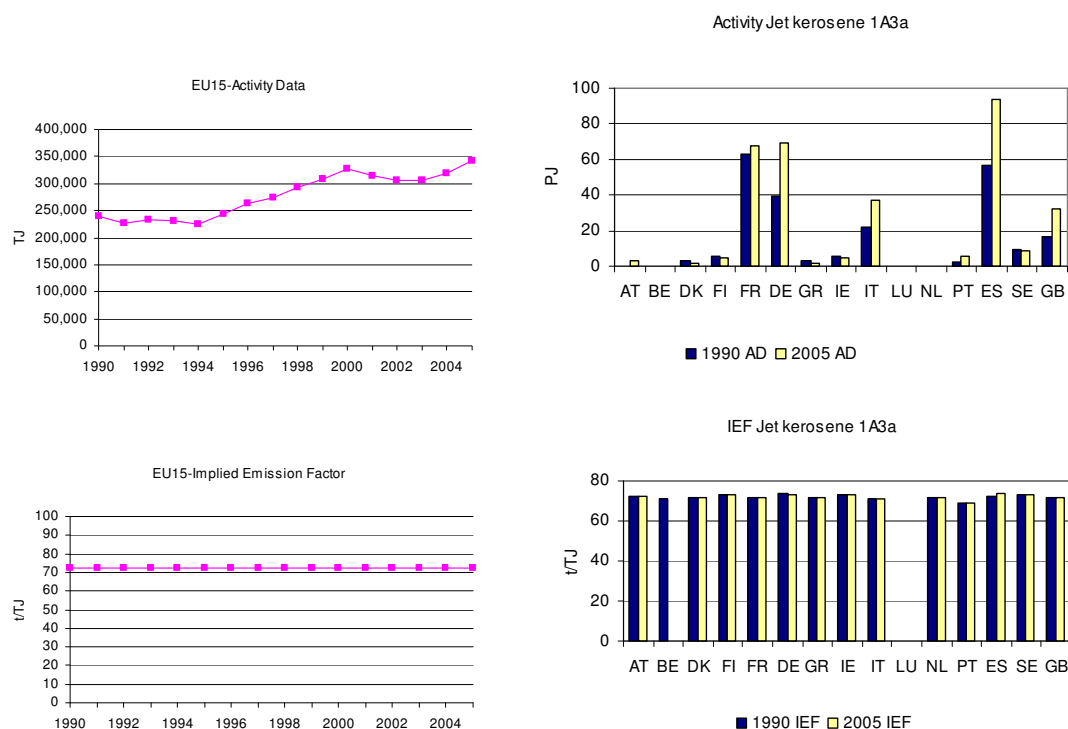 EU15-Activity Data
400,000
350,000
300,000
250,000
200,000
150,000
100,000
50,000
0
TJ
1990 1992 1994 1996 1998 2000 2002 2004
Activity Jet kerosene 1A3a
100
80
60
40
20
0
PJ
AT BE DK FI FR DE GR IE IT LU NL PT ES SE GB
1990 AD 2005 AD
EU15-Implied Emission Factor
100
90
80
70
60
50
40
30
20
10
0
t/TJ
1990 1992 1994 1996 1998 2000 2002 2004
IEF Jet kerosene 1A3a
80
60
40
20
0
t/TJ
AT BE DK FI FR DE GR IE IT LU NL PT ES SE GB
1990 IEF 2005 IEF